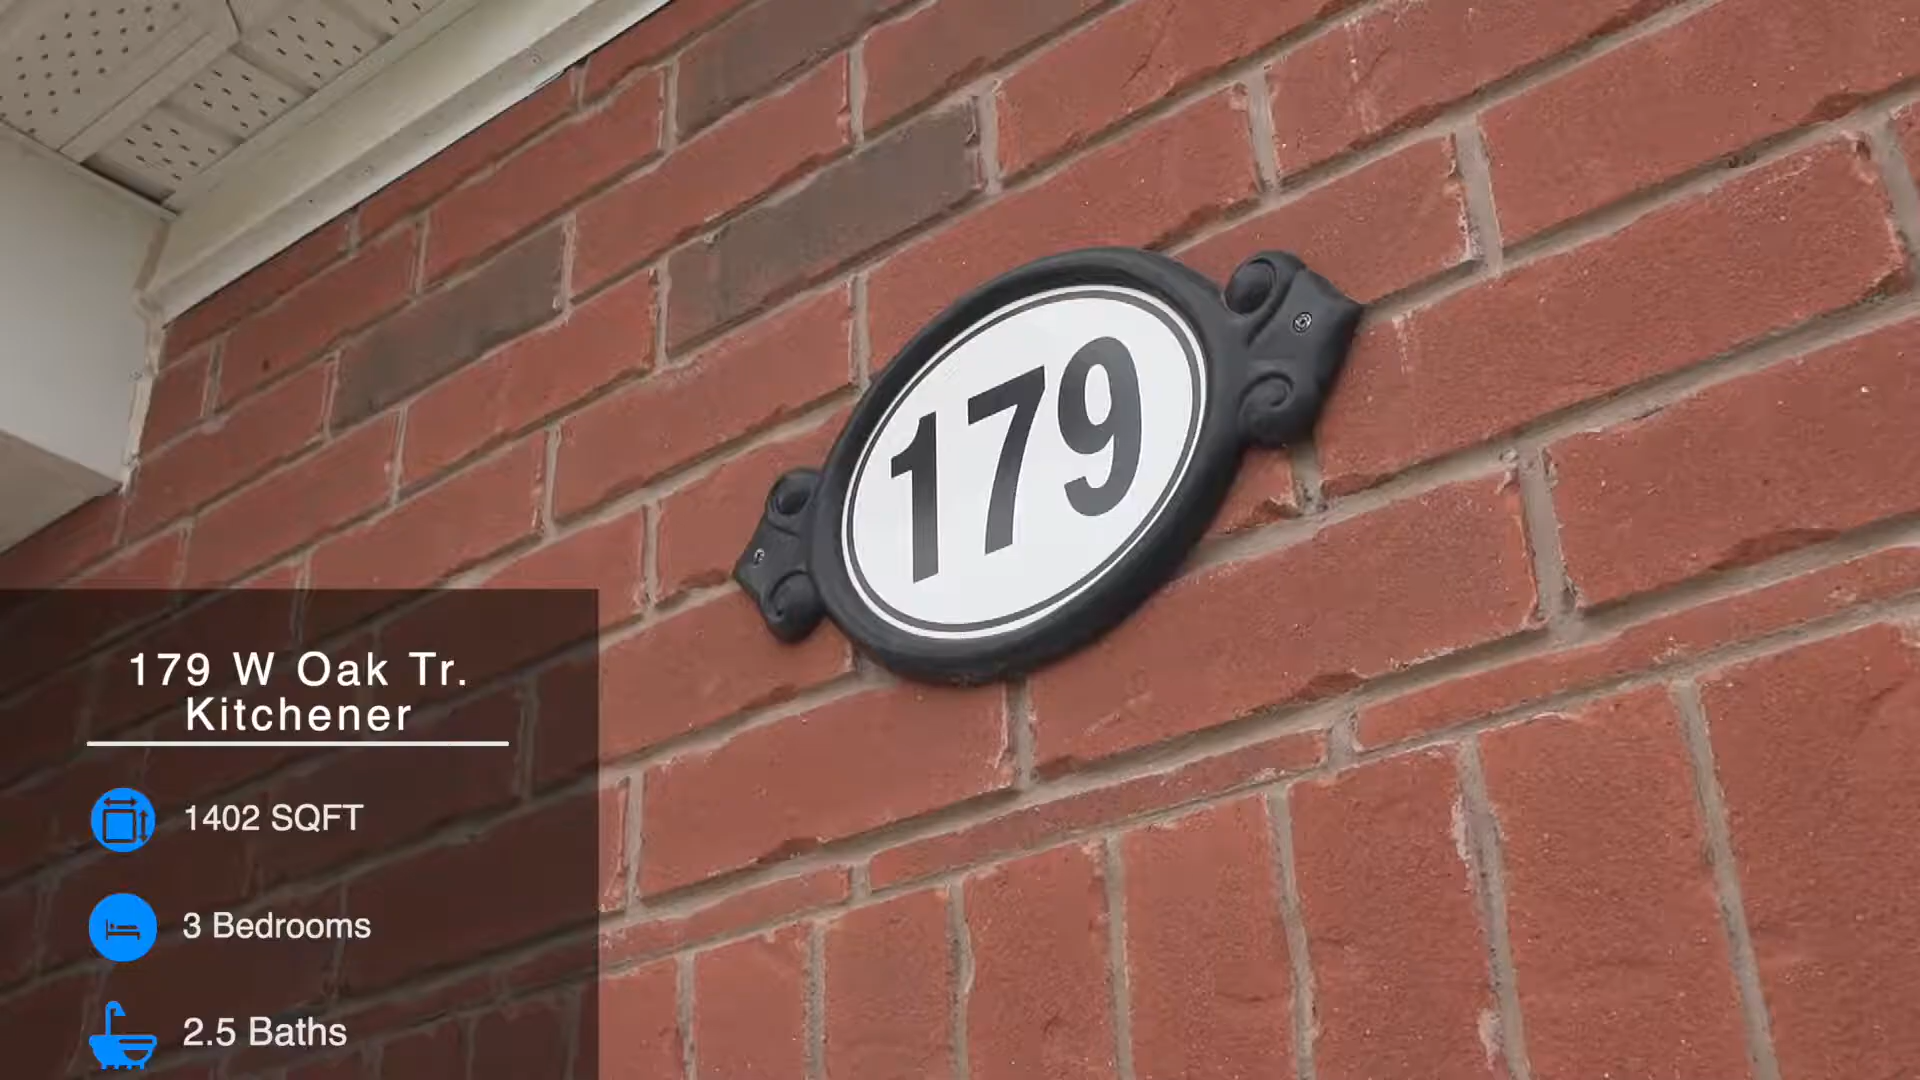 179
179 W Oak Tr.
Kitchener
1402 SQFT
3 Bedrooms
2.5 Baths